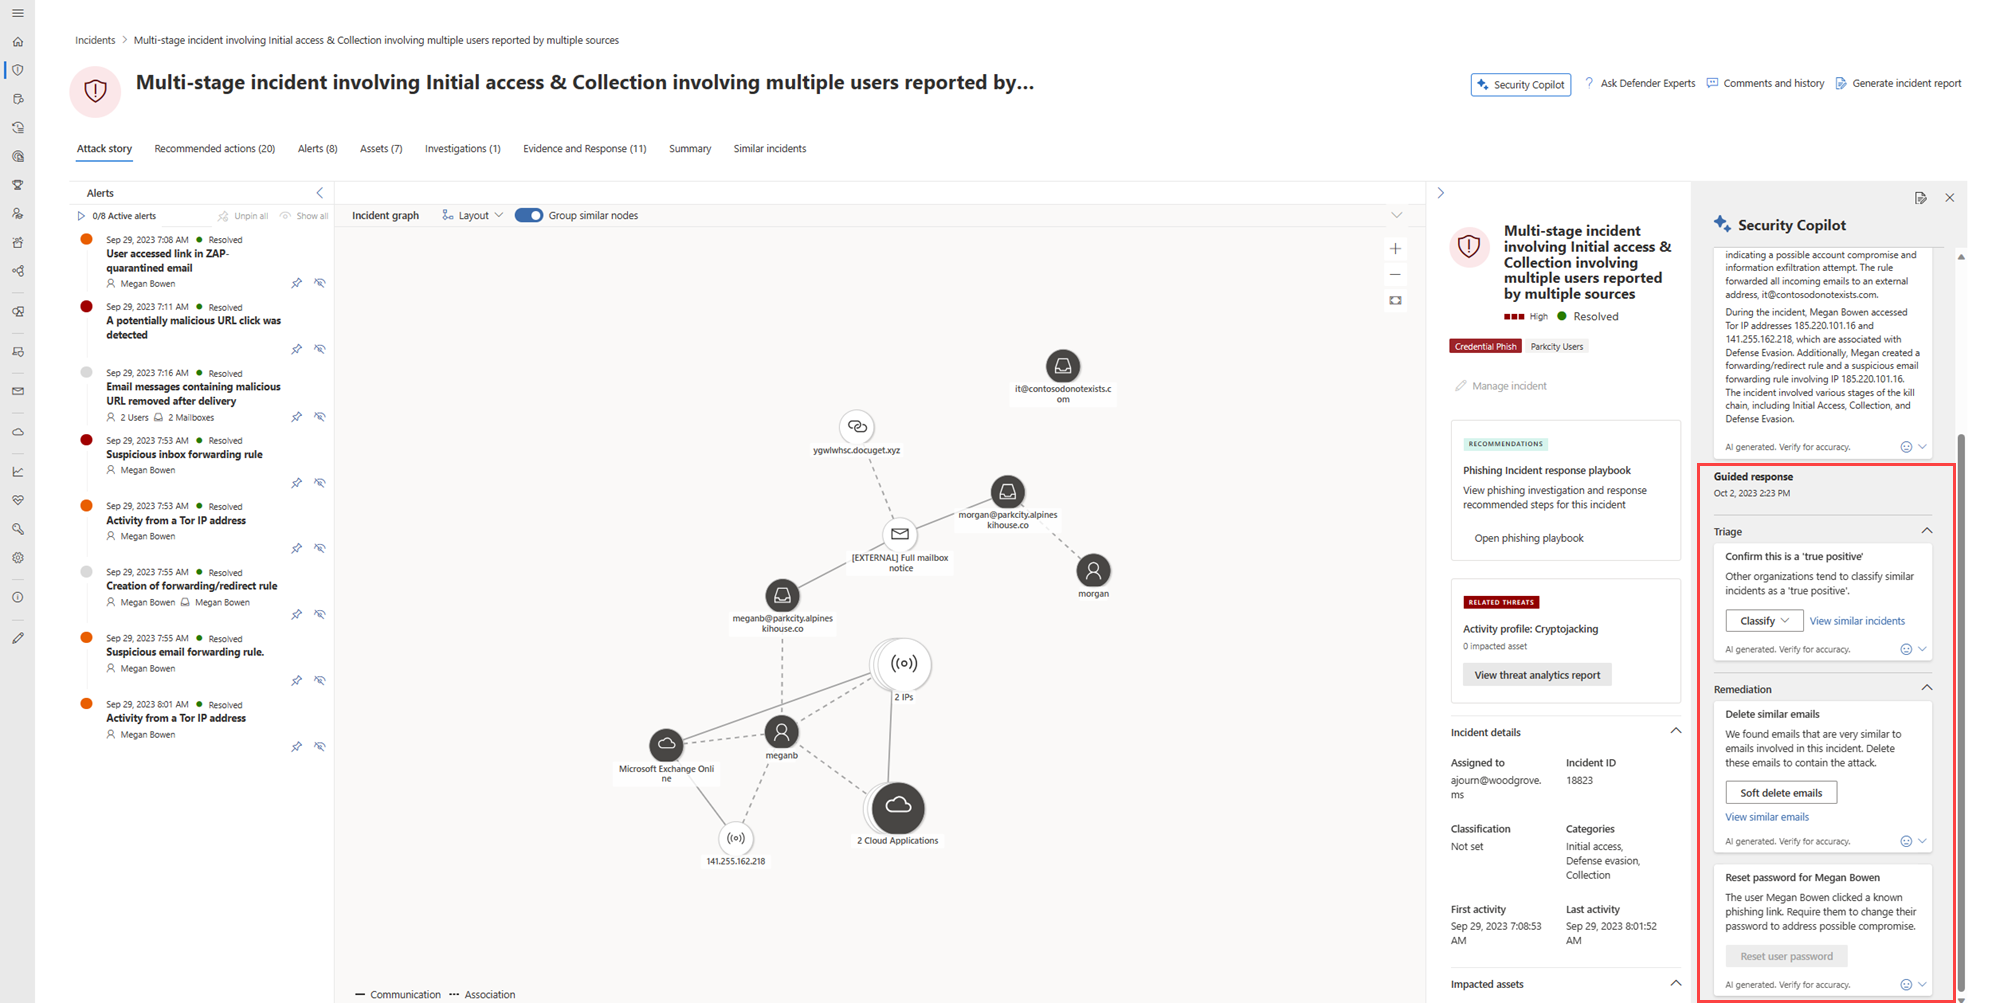 Incidents > Multi-stage incident involving Initial access & Collection involving multiple users reported by multiple sources
Multi-stage incident involving Initial access & Collection involving multiple users reported by...
Security Copilot
Ask Defender Experts
Comments and history
Generate incident report
Attack story
Recommended actions (20)
Alerts (8)
Assets (7)
Investigations (1)
Evidence and Response (11)
Summary
Similar incidents
Alerts
0/8 Active alerts
Unpin all
Show all
Sep 29, 2023 7:08 AM Resolved
User accessed link in ZAP-
quarantined email
Megan Bowen
Sep 29, 2023 7:11 AM Resolved
A potentially malicious URL click was
detected
Sep 29, 2023 7:16 AM Resolved
Email messages containing malicious
URL removed after delivery
2 Users 2 Mailboxes
Sep 29, 2023 7:53 AM Resolved
Suspicious inbox forwarding rule
Megan Bowen
Sep 29, 2023 7:53 AM Resolved
Activity from a Tor IP address
Megan Bowen
Sep 29, 2023 7:55 AM Resolved
Creation of forwarding/redirect rule
Megan Bowen Megan Bowen
Sep 29, 2023 7:55 AM Resolved
Suspicious email forwarding rule.
Megan Bowen
Sep 29, 2023 8:01 AM Resolved
Activity from a Tor IP address
Megan Bowen
Incident graph
Layout
Group similar nodes
it@contosodonotexists.c
om
ygwlwhsc.docuget.xyz
morgan@parkcity.alpines
kihouse.co
[EXTERNAL] Full mailbox
notice
morgan
meganb@parkcity.alpines
kihouse.co
2 IPs
meganb
Microsoft Exchange Onli
ne
2 Cloud Applications
141.255.162.218
Communication Association
Multi-stage incident
involving Initial access &
Collection involving
multiple users reported
by multiple sources
High Resolved
Credential Phish
Parkcity Users
Manage incident
RECOMMENDATIONS
Phishing Incident response playbook
View phishing investigation and response
recommended steps for this incident
Open phishing playbook
RELATED THREATS
Activity profile: Cryptojacking
0 impacted asset
View threat analytics report
Incident details
Assigned to
ajourn@woodgrove.
ms
Incident ID
18823
Classification
Not set
Categories
Initial access,
Defense evasion,
Collection
First activity
Sep 29, 2023 7:08:53
AM
Last activity
Sep 29, 2023 8:01:52
AM
Impacted assets
Security Copilot
indicating a possible account compromise and
information exfiltration attempt. The rule
forwarded all incoming emails to an external
address, it@contosodonotexists.com.
During the incident, Megan Bowen accessed
Tor IP addresses 185.220.101.16 and
141.255.162.218, which are associated with
Defense Evasion. Additionally, Megan created a
forwarding/redirect rule and a suspicious email
forwarding rule involving IP 185.220.101.16.
The incident involved various stages of the kill
chain, including Initial Access, Collection, and
Defense Evasion.
AI generated. Verify for accuracy.
Guided response
Oct 2, 2023 2:23 PM
Triage
Confirm this is a 'true positive'
Other organizations tend to classify similar
incidents as a 'true positive'.
Classify
View similar incidents
AI generated. Verify for accuracy.
Remediation
Delete similar emails
We found emails that are very similar to
emails involved in this incident. Delete
these emails to contain the attack.
Soft delete emails
View similar emails
AI generated. Verify for accuracy.
Reset password for Megan Bowen
The user Megan Bowen clicked a known
phishing link. Require them to change their
password to address possible compromise.
Reset user password
AI generated. Verify for accuracy.